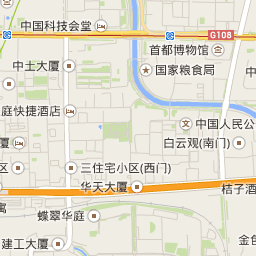 中国科技会堂
G108
首都博物馆
中土大厦
国家粮食局
庭快捷酒店
中国人民公
白云观(南门)
区
三住宅小区(西门)
华天大厦
桔子酒
寓
蝶翠华庭
建工大厦
金色